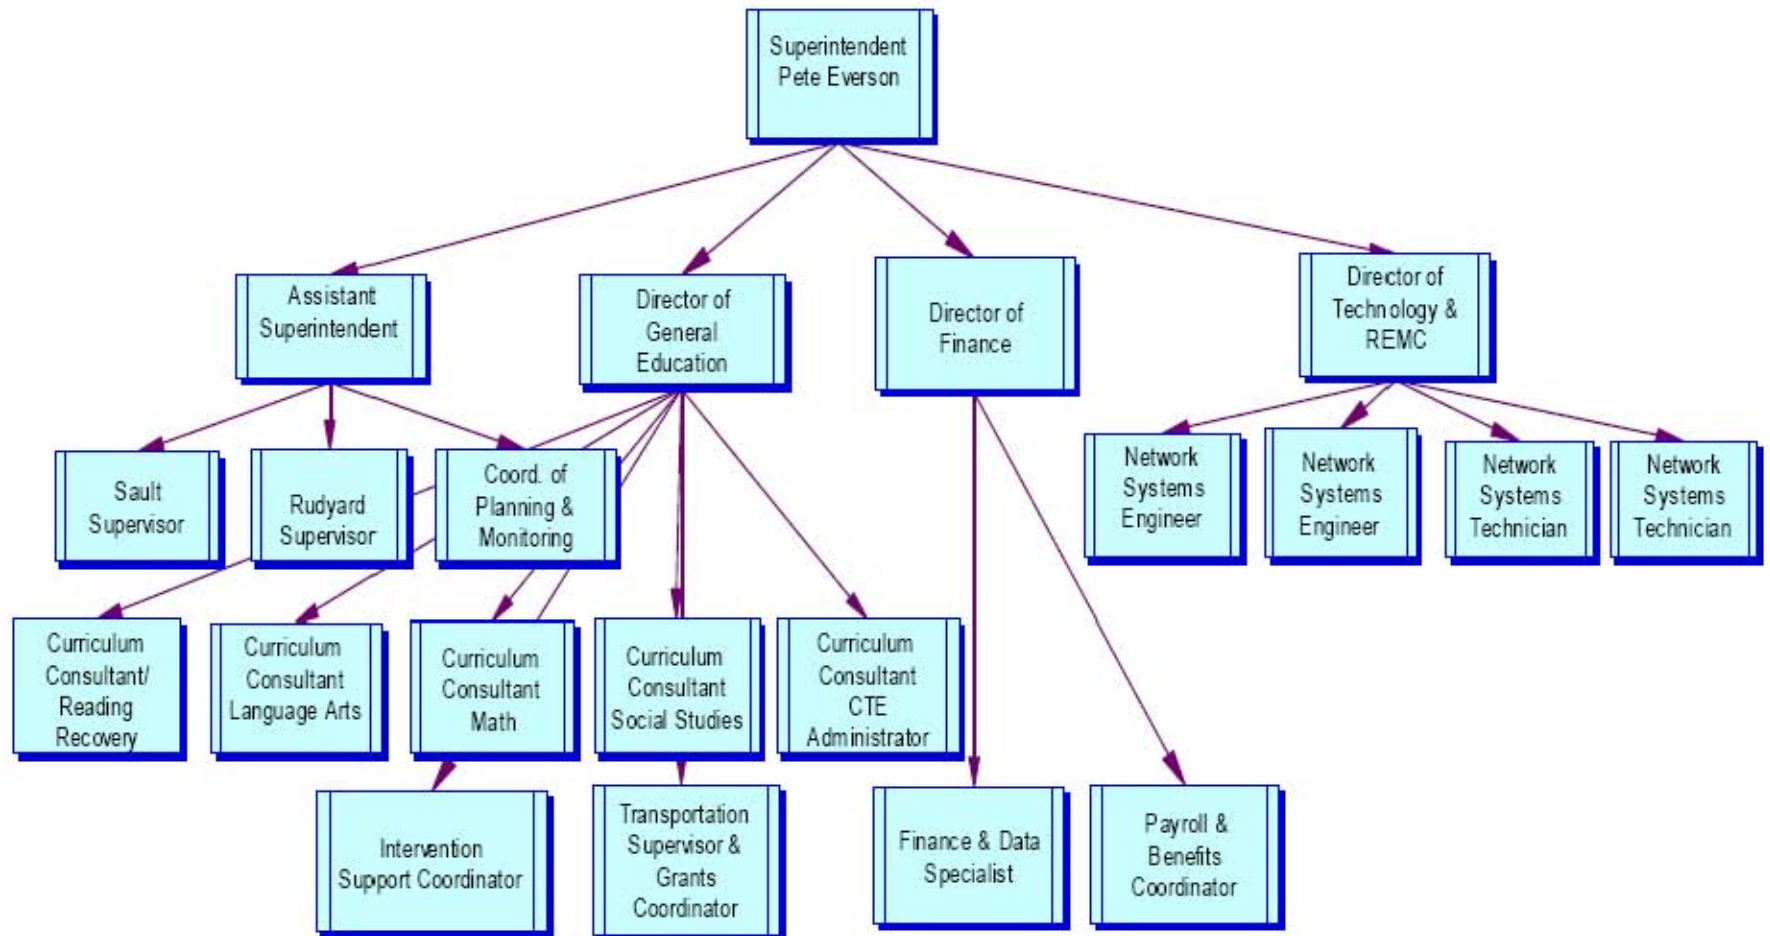 Superintendent
Pete Everson
Assistant
Superintendent
Director of
General
Education
Director of
Finance
Director of
Technology &
REMC
Sault
Supervisor
Rudyard
Supervisor
Coord. of
Planning &
Monitoring
Network
Systems
Engineer
Network
Systems
Engineer
Network
Systems
Technician
Network
Systems
Technician
Curriculum
Consultant/
Reading
Recovery
Curriculum
Consultant
Language Arts
Curriculum
Consultant
Math
Curriculum
Consultant
Social Studies
Curriculum
Consultant
CTE
Administrator
Intervention
Support Coordinator
Transportation
Supervisor &
Grants
Coordinator
Finance & Data
Specialist
Payroll &
Benefits
Coordinator